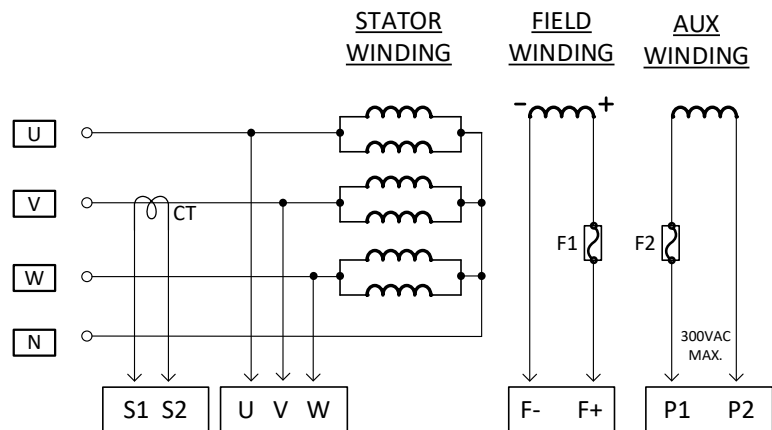 STATOR WINDING
FIELD WINDING
AUX WINDING
- +
U
V
CT
W
N
F1
F2
300VAC
MAX.
S1 S2
U V W
F- F+
P1 P2